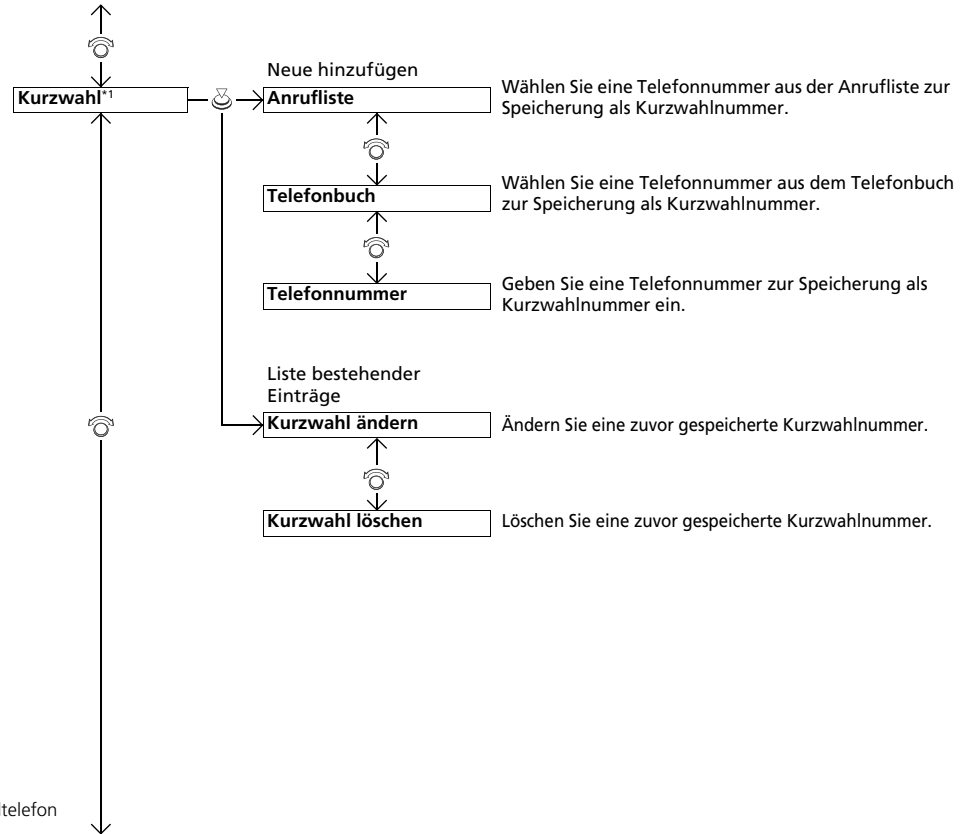 Neue hinzufügen
Kurzwahl*1
Anrufliste
Wählen Sie eine Telefonnummer aus der Anrufliste zur
Speicherung als Kurzwahlnummer.
Telefonbuch
Wählen Sie eine Telefonnummer aus dem Telefonbuch
zur Speicherung als Kurzwahlnummer.
Telefonnummer
Geben Sie eine Telefonnummer zur Speicherung als
Kurzwahlnummer ein.
Liste bestehender
Einträge
Kurzwahl ändern
Ändern Sie eine zuvor gespeicherte Kurzwahlnummer.
Kurzwahl löschen
Löschen Sie eine zuvor gespeicherte Kurzwahlnummer.